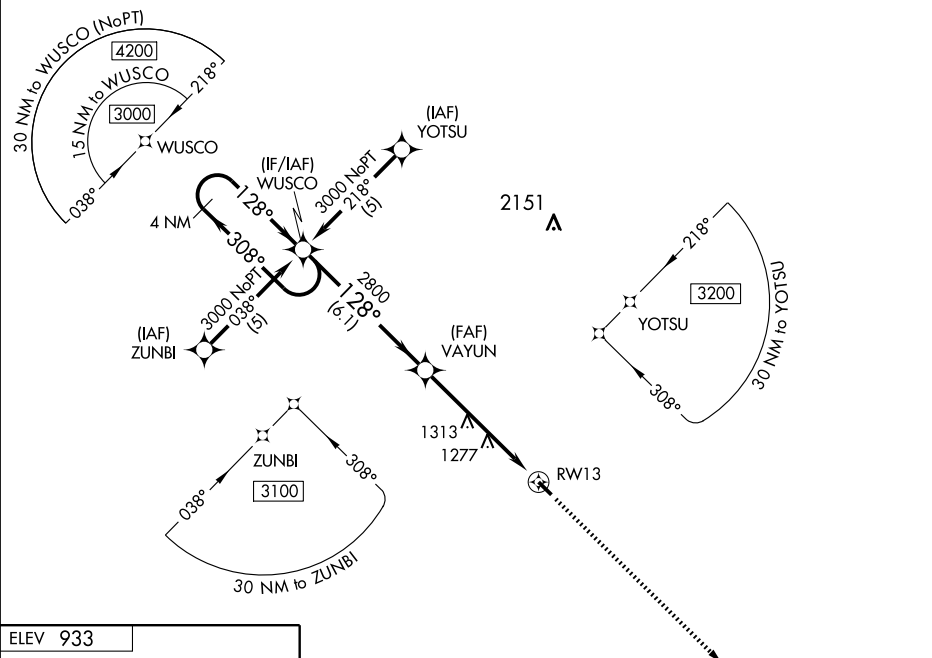 30 NM to WUSCO (NoPT)
4200
15 NM to WUSCO
3000
218°
038°
WUSCO
(IAF)
YOTSU
(IF/IAF)
WUSCO
3000 NoPT
218°
(5)
128°
4 NM
308°
2151
3000 NoPT
038°
(5)
(IAF)
ZUNBI
2800
128°
(6.1)
(FAF)
VAYUN
218°
3200
YOTSU
30 NM to YOTSU
308°
1313
1277
RW13
ZUNBI
3100
038°
308°
30 NM to ZUNBI
ELEV 933